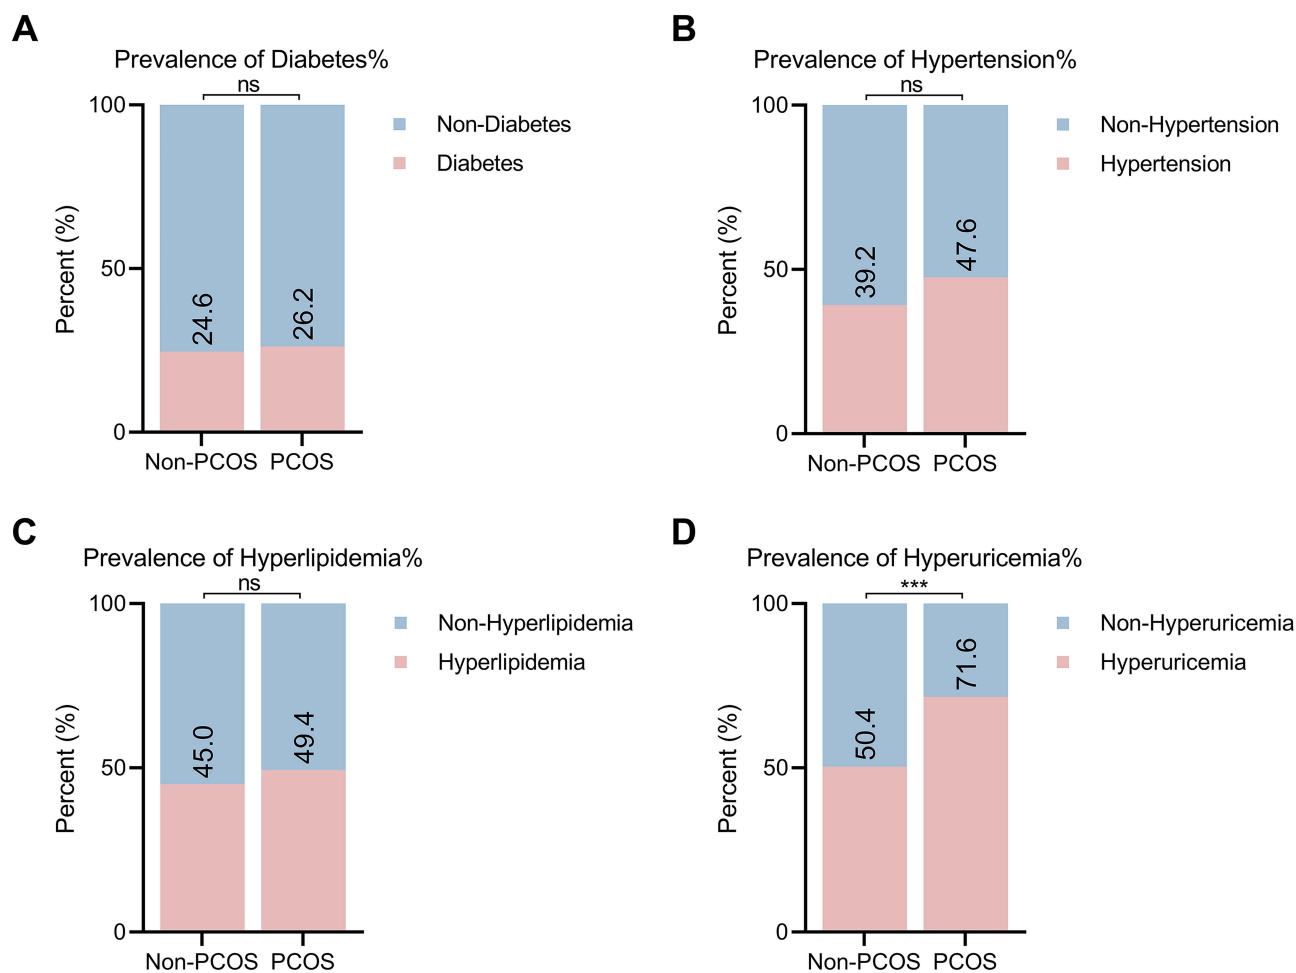 A
Prevalence of Diabetes%
ns
100
50
0
Percent (%)
24.6
26.2
Non-PCOS PCOS
Non-Diabetes
Diabetes
B
Prevalence of Hypertension%
ns
100
50
0
Percent (%)
39.2
47.6
Non-PCOS PCOS
Non-Hypertension
Hypertension
C
Prevalence of Hyperlipidemia%
ns
100
50
0
Percent (%)
45.0
49.4
Non-PCOS PCOS
Non-Hyperlipidemia
Hyperlipidemia
D
Prevalence of Hyperuricemia%
***
100
50
0
Percent (%)
50.4
71.6
Non-PCOS PCOS
Non-Hyperuricemia
Hyperuricemia